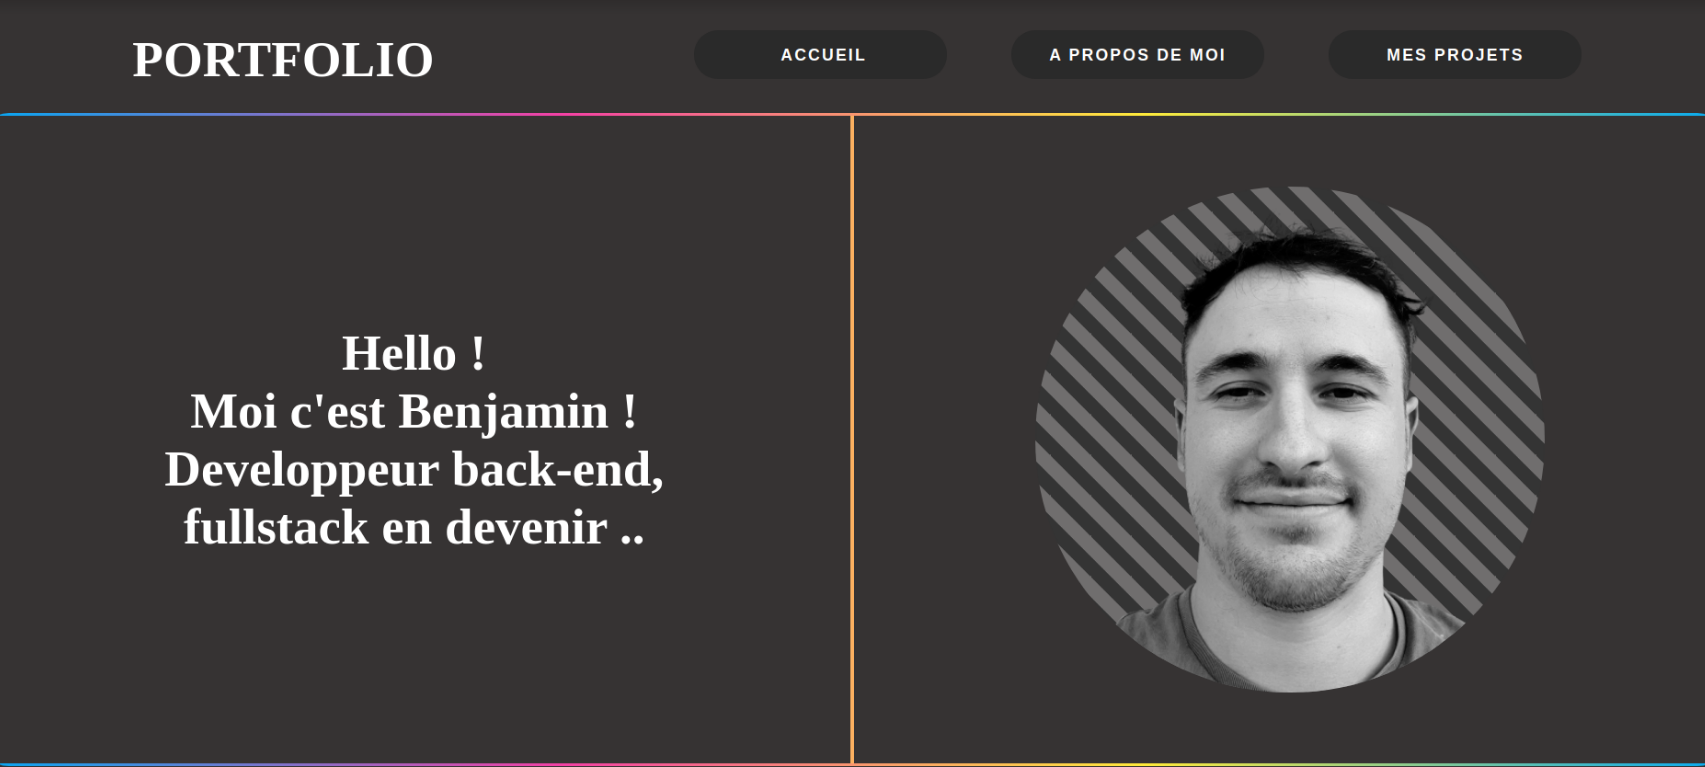 PORTFOLIO
ACCUEIL
A PROPOS DE MOI
MES PROJETS
Hello !
Moi c'est Benjamin !
Developpeur back-end,
fullstack en devenir ..